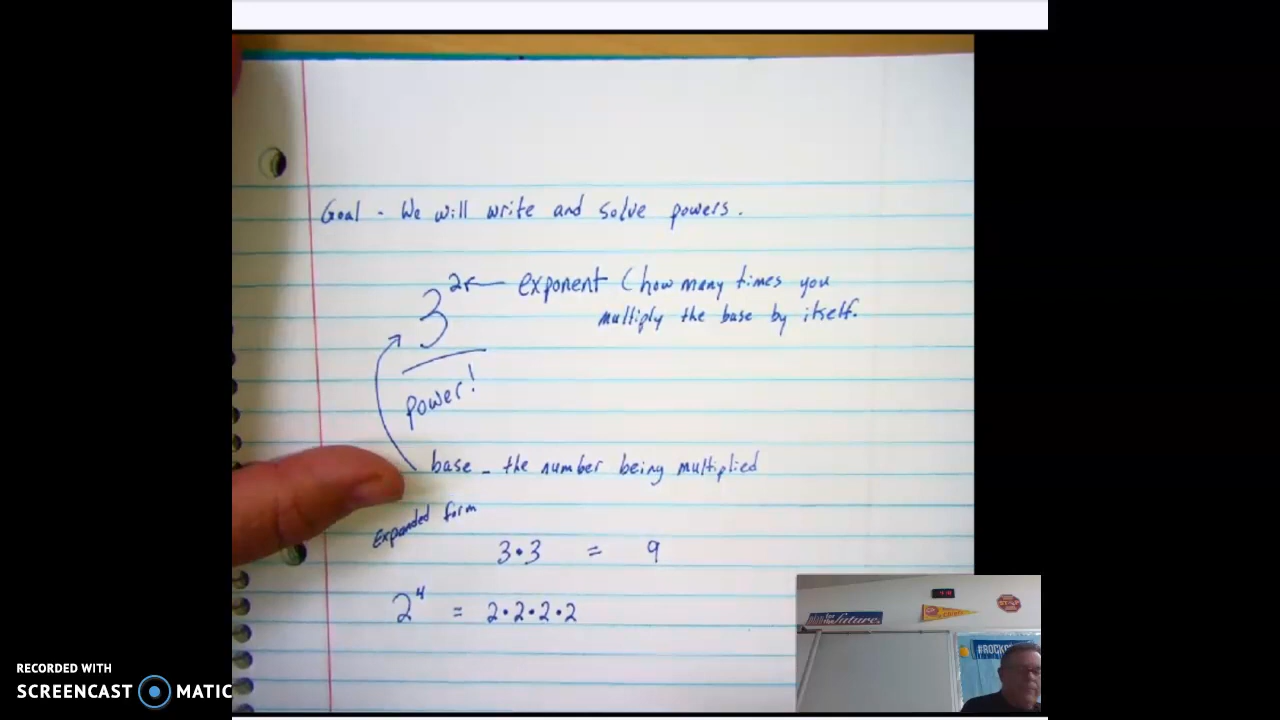 Goal - We will write and solve powers.
3² ← exponent (how many times you
multiply the base by itself.
power!
base - the number being multiplied
Expanded form
3•3 = 9
2⁴ = 2•2•2•2
future.
#ROCK
RECORDED WITH
SCREENCAST MATIC